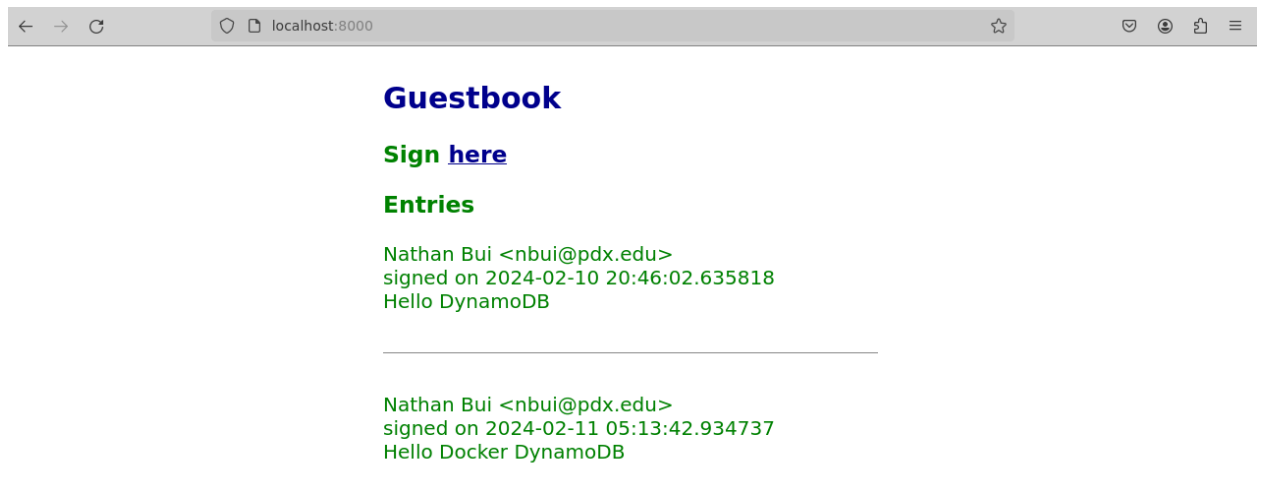 localhost:8000
Guestbook
Sign here
Entries
Nathan Bui <nbui@pdx.edu>
signed on 2024-02-10 20:46:02.635818
Hello DynamoDB
Nathan Bui <nbui@pdx.edu>
signed on 2024-02-11 05:13:42.934737
Hello Docker DynamoDB